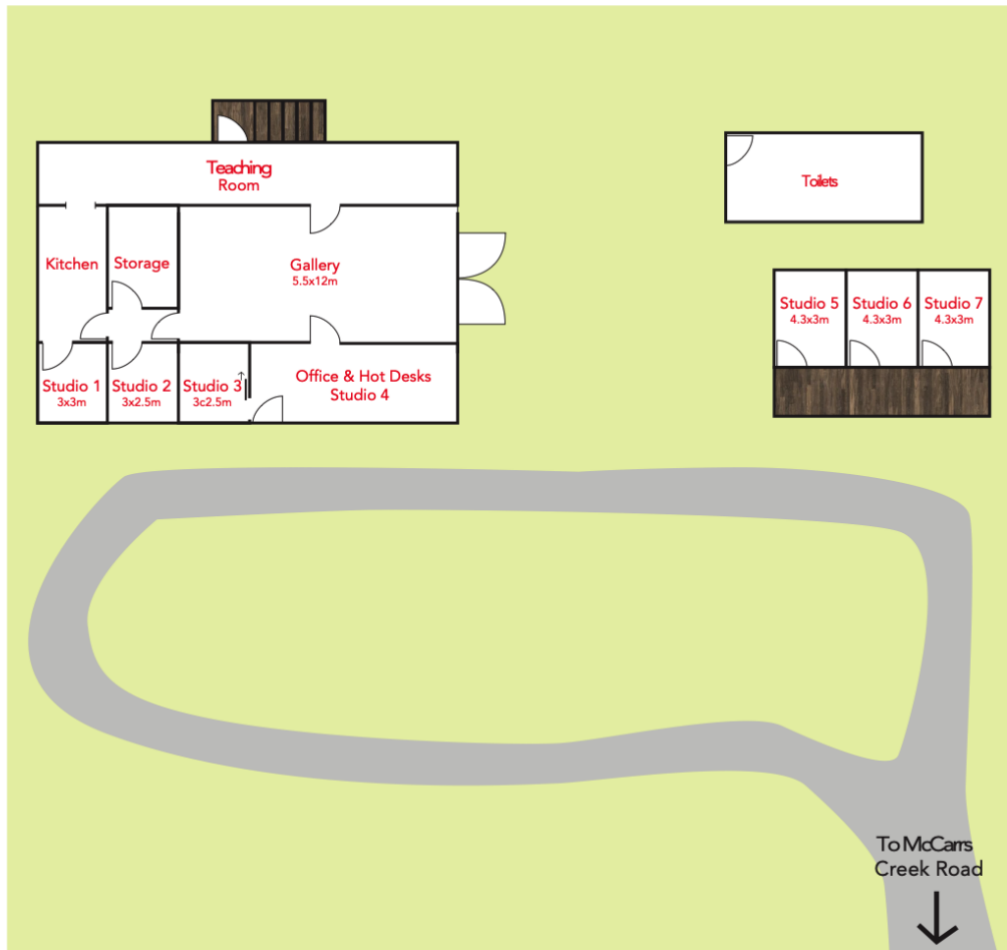 Teaching
Room
Toilets
Kitchen
Storage
Gallery
5.5x12m
Studio 5
4.3x3m
Studio 6
4.3x3m
Studio 7
4.3x3m
Studio 1
3x3m
Studio 2
3x2.5m
Studio 3
3c2.5m
Office & Hot Desks
Studio 4
To McCarrs
Creek Road